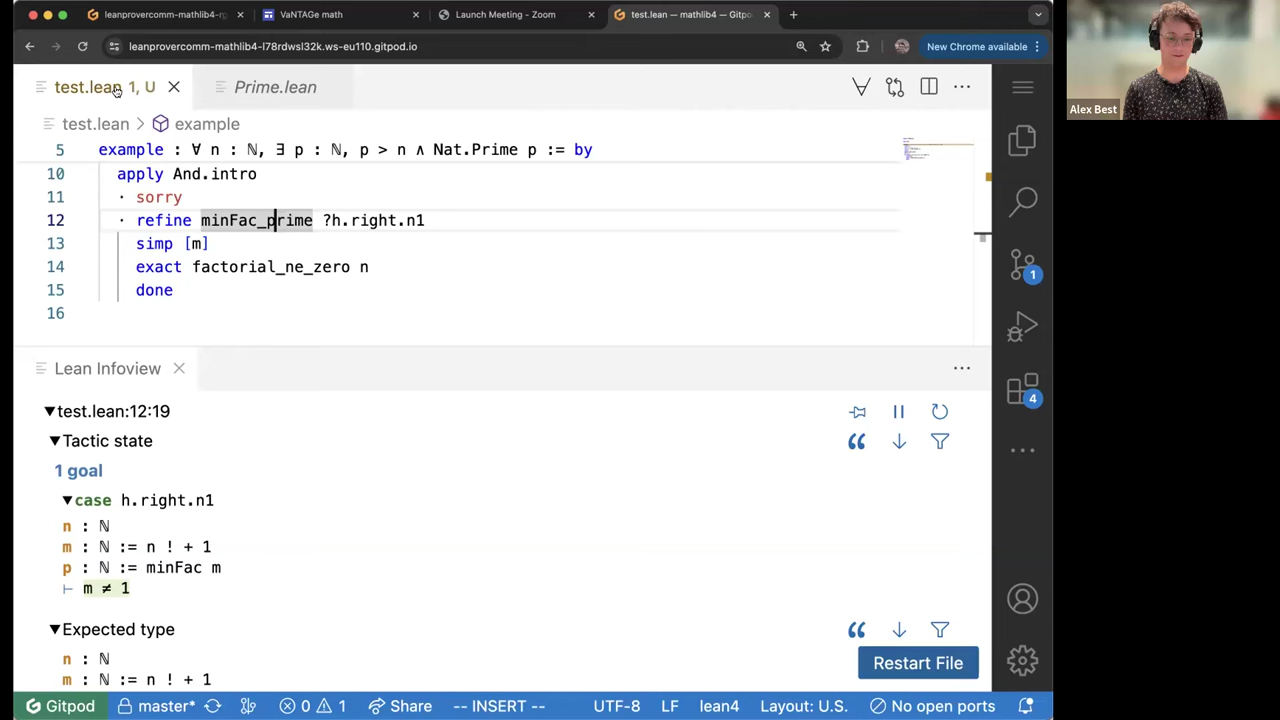 leanprovercomm-mathlib4-rg
VaNTAGe math
Launch Meeting - Zoom
test.lean — mathlib4 — Gitpod
leanprovercomm-mathlib4-l78rdwsl32k.ws-eu110.gitpod.io
New Chrome available
test.lean 1, U
Prime.lean
test.lean > example
5 example : ∀ n : ℕ, ∃ p : ℕ, p > n ∧ Nat.Prime p := by
10 apply And.intro
11 · sorry
12 · refine minFac_prime ?h.right.n1
13 simp [m]
14 exact factorial_ne_zero n
15 done
16
Lean Infoview
test.lean:12:19
Tactic state
1 goal
case h.right.n1
n : ℕ
m : ℕ := n ! + 1
p : ℕ := minFac m
⊢ m ≠ 1
Expected type
n : ℕ
m : ℕ := n ! + 1
Restart File
1
4
Gitpod
master*
0
1
Share
-- INSERT --
UTF-8
LF
lean4
Layout: U.S.
No open ports
Alex Best